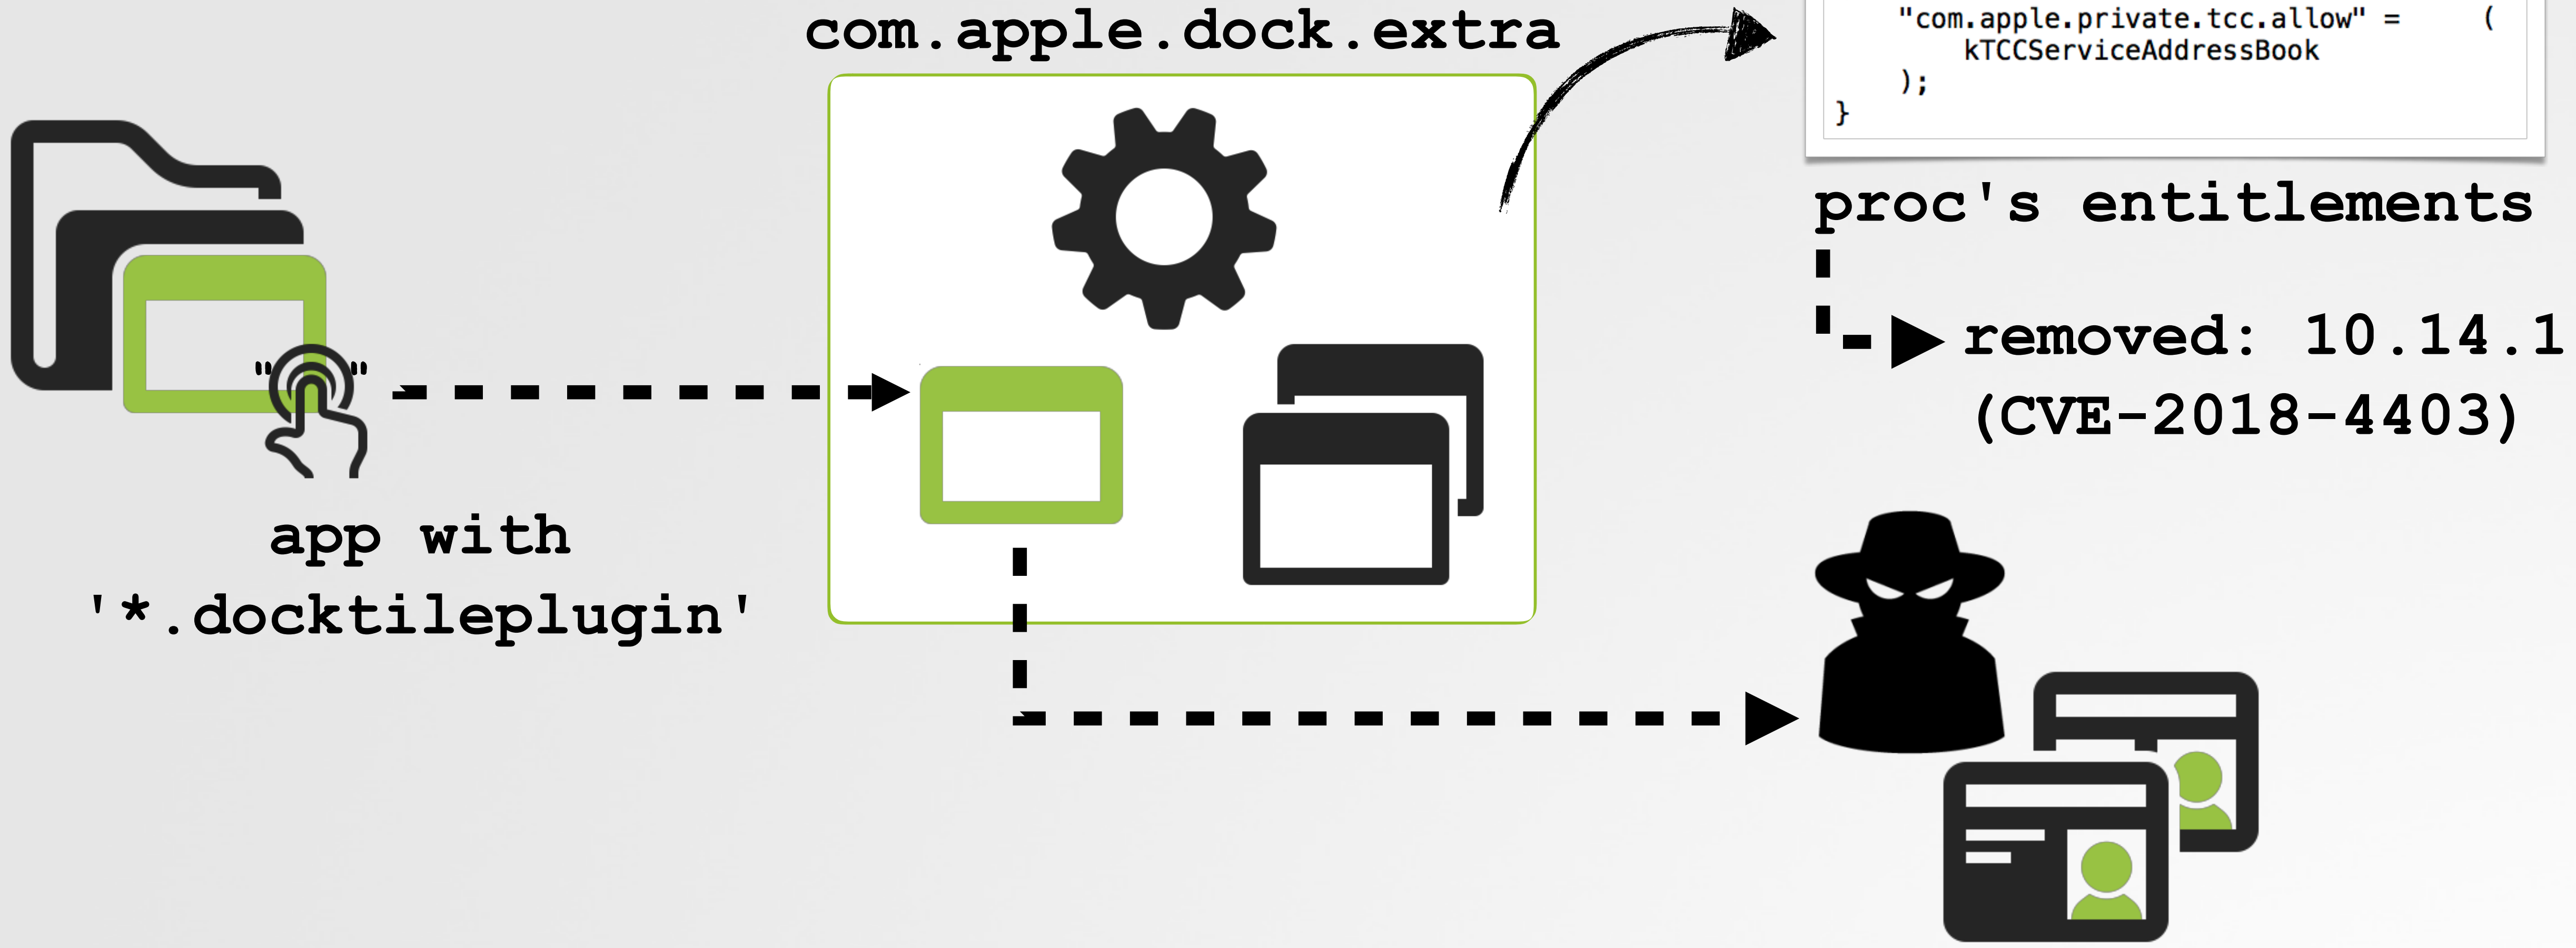 com.apple.dock.extra
"com.apple.private.tcc.allow" =     (
kTCCServiceAddressBook
);
}
proc's entitlements
removed: 10.14.1
(CVE-2018-4403)
" "
app with
'*.docktileplugin'